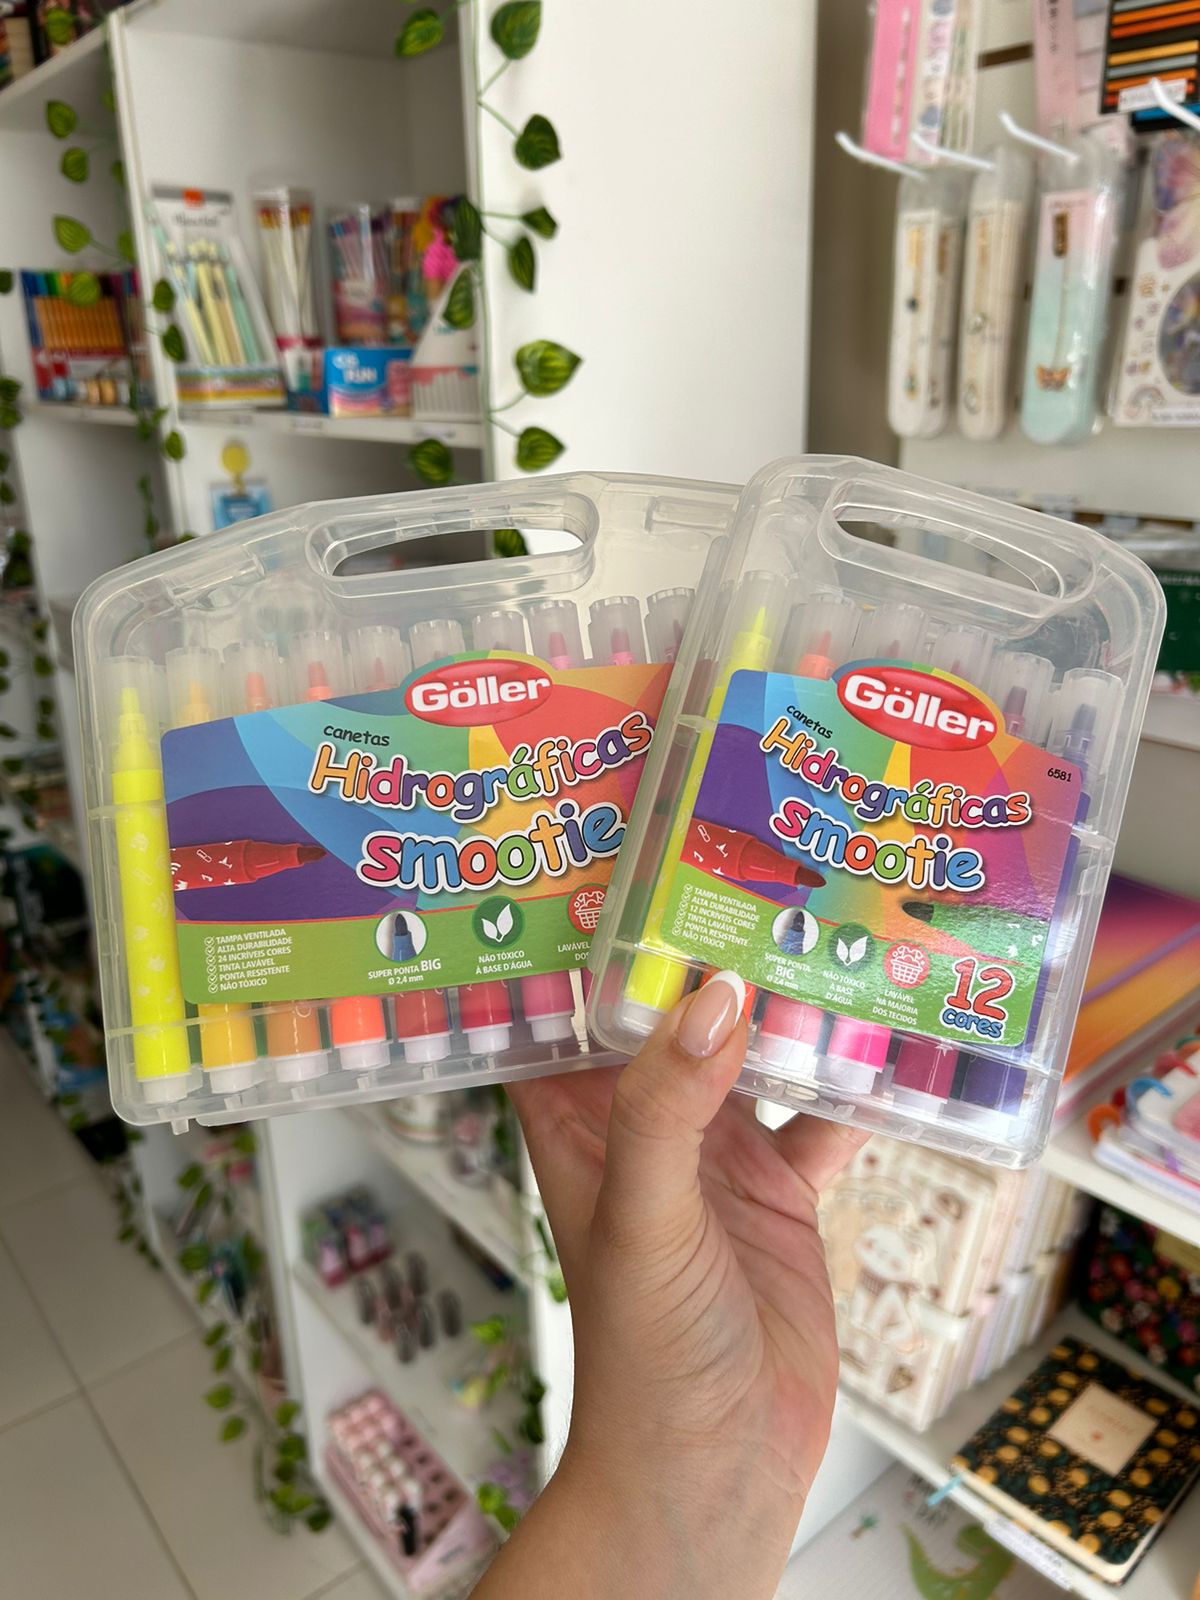 Göller
canetas
Hidrográficas
smootie
TAMPA VENTILADA
ALTA DURABILIDADE
24 INCRÍVEIS CORES
TINTA LAVÁVEL
PONTA RESISTENTE
NÃO TÓXICO
SUPER PONTA BIG
Ø 2,4 mm
NÃO TÓXICO
À BASE D'ÁGUA
LAVÁVEL
DOS
Göller
canetas
6581
Hidrográficas
smootie
TAMPA VENTILADA
ALTA DURABILIDADE
12 INCRÍVEIS CORES
TINTA LAVÁVEL
PONTA RESISTENTE
NÃO TÓXICO
SUPER PONTA
BIG
Ø 2,4 mm
NÃO TÓXICO
À BASE
D'ÁGUA
LAVÁVEL
NA MAIORIA
DOS TECIDOS
12
cores